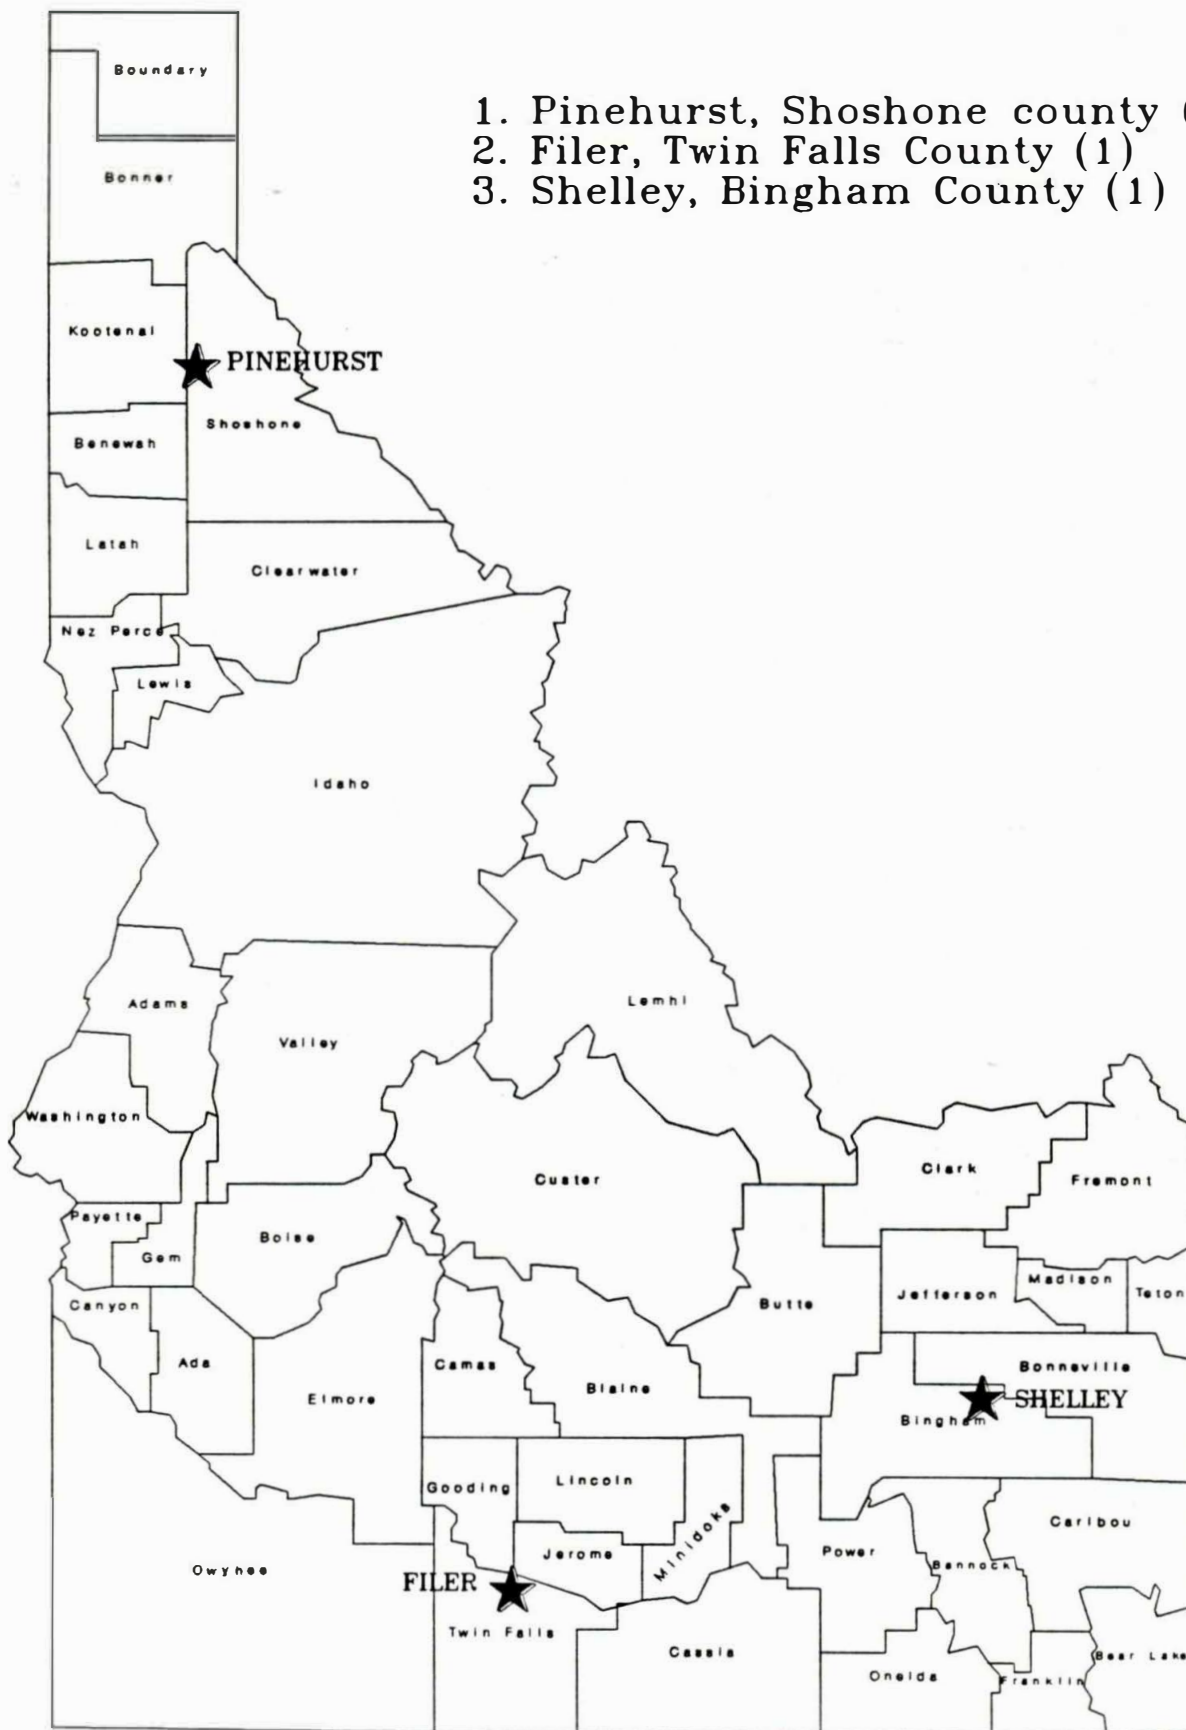 Boundary
1. Pinehurst, Shoshone county (
2. Filer, Twin Falls County (1)
3. Shelley, Bingham County (1)
Bonner
Kootenai
PINEHURST
Shoshone
Benewah
Latah
Clearwater
Nez Perce
Lewis
Idaho
Adams
Lemhi
Valley
Washington
Custer
Clark
Fremont
Payette
Boise
Gem
Canyon
Butte
Jefferson
Madison
Teton
Ada
Camas
Blaine
Bonneville
Elmore
SHELLEY
Bingham
Gooding
Lincoln
Minidoka
Caribou
Owyhee
FILER
Jerome
Power
Bannock
Twin Falls
Cassia
Oneida
Franklin
Bear Lake